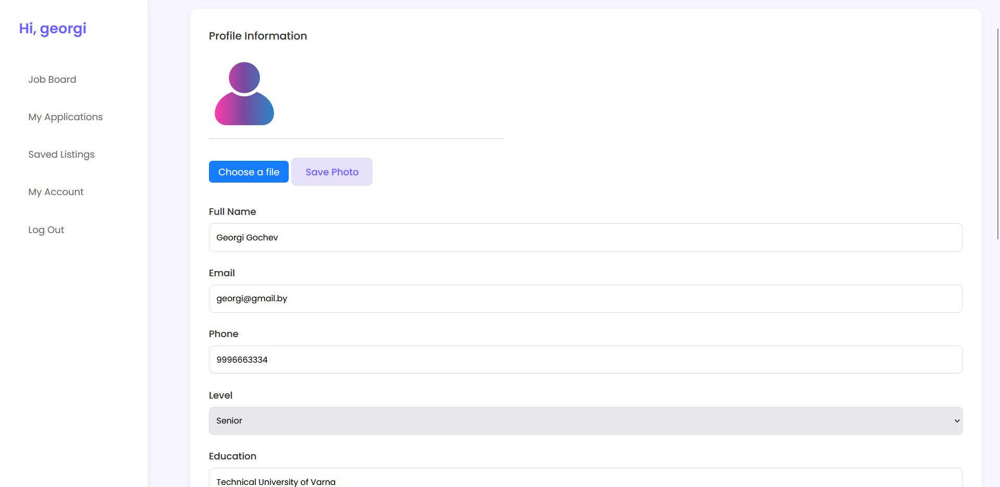 Hi, georgi
Job Board
My Applications
Saved Listings
My Account
Log Out
Profile Information
Choose a file
Save Photo
Full Name
Georgi Gochev
Email
georgi@gmail.by
Phone
9996663334
Level
Senior
Education
Technical University of Varna